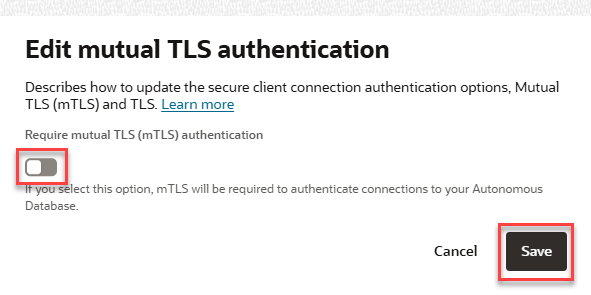 Edit mutual TLS authentication
Describes how to update the secure client connection authentication options, Mutual
TLS (mTLS) and TLS. Learn more
Require mutual TLS (mTLS) authentication
If you select this option, mTLS will be required to authenticate connections to your Autonomous
Database.
Cancel Save